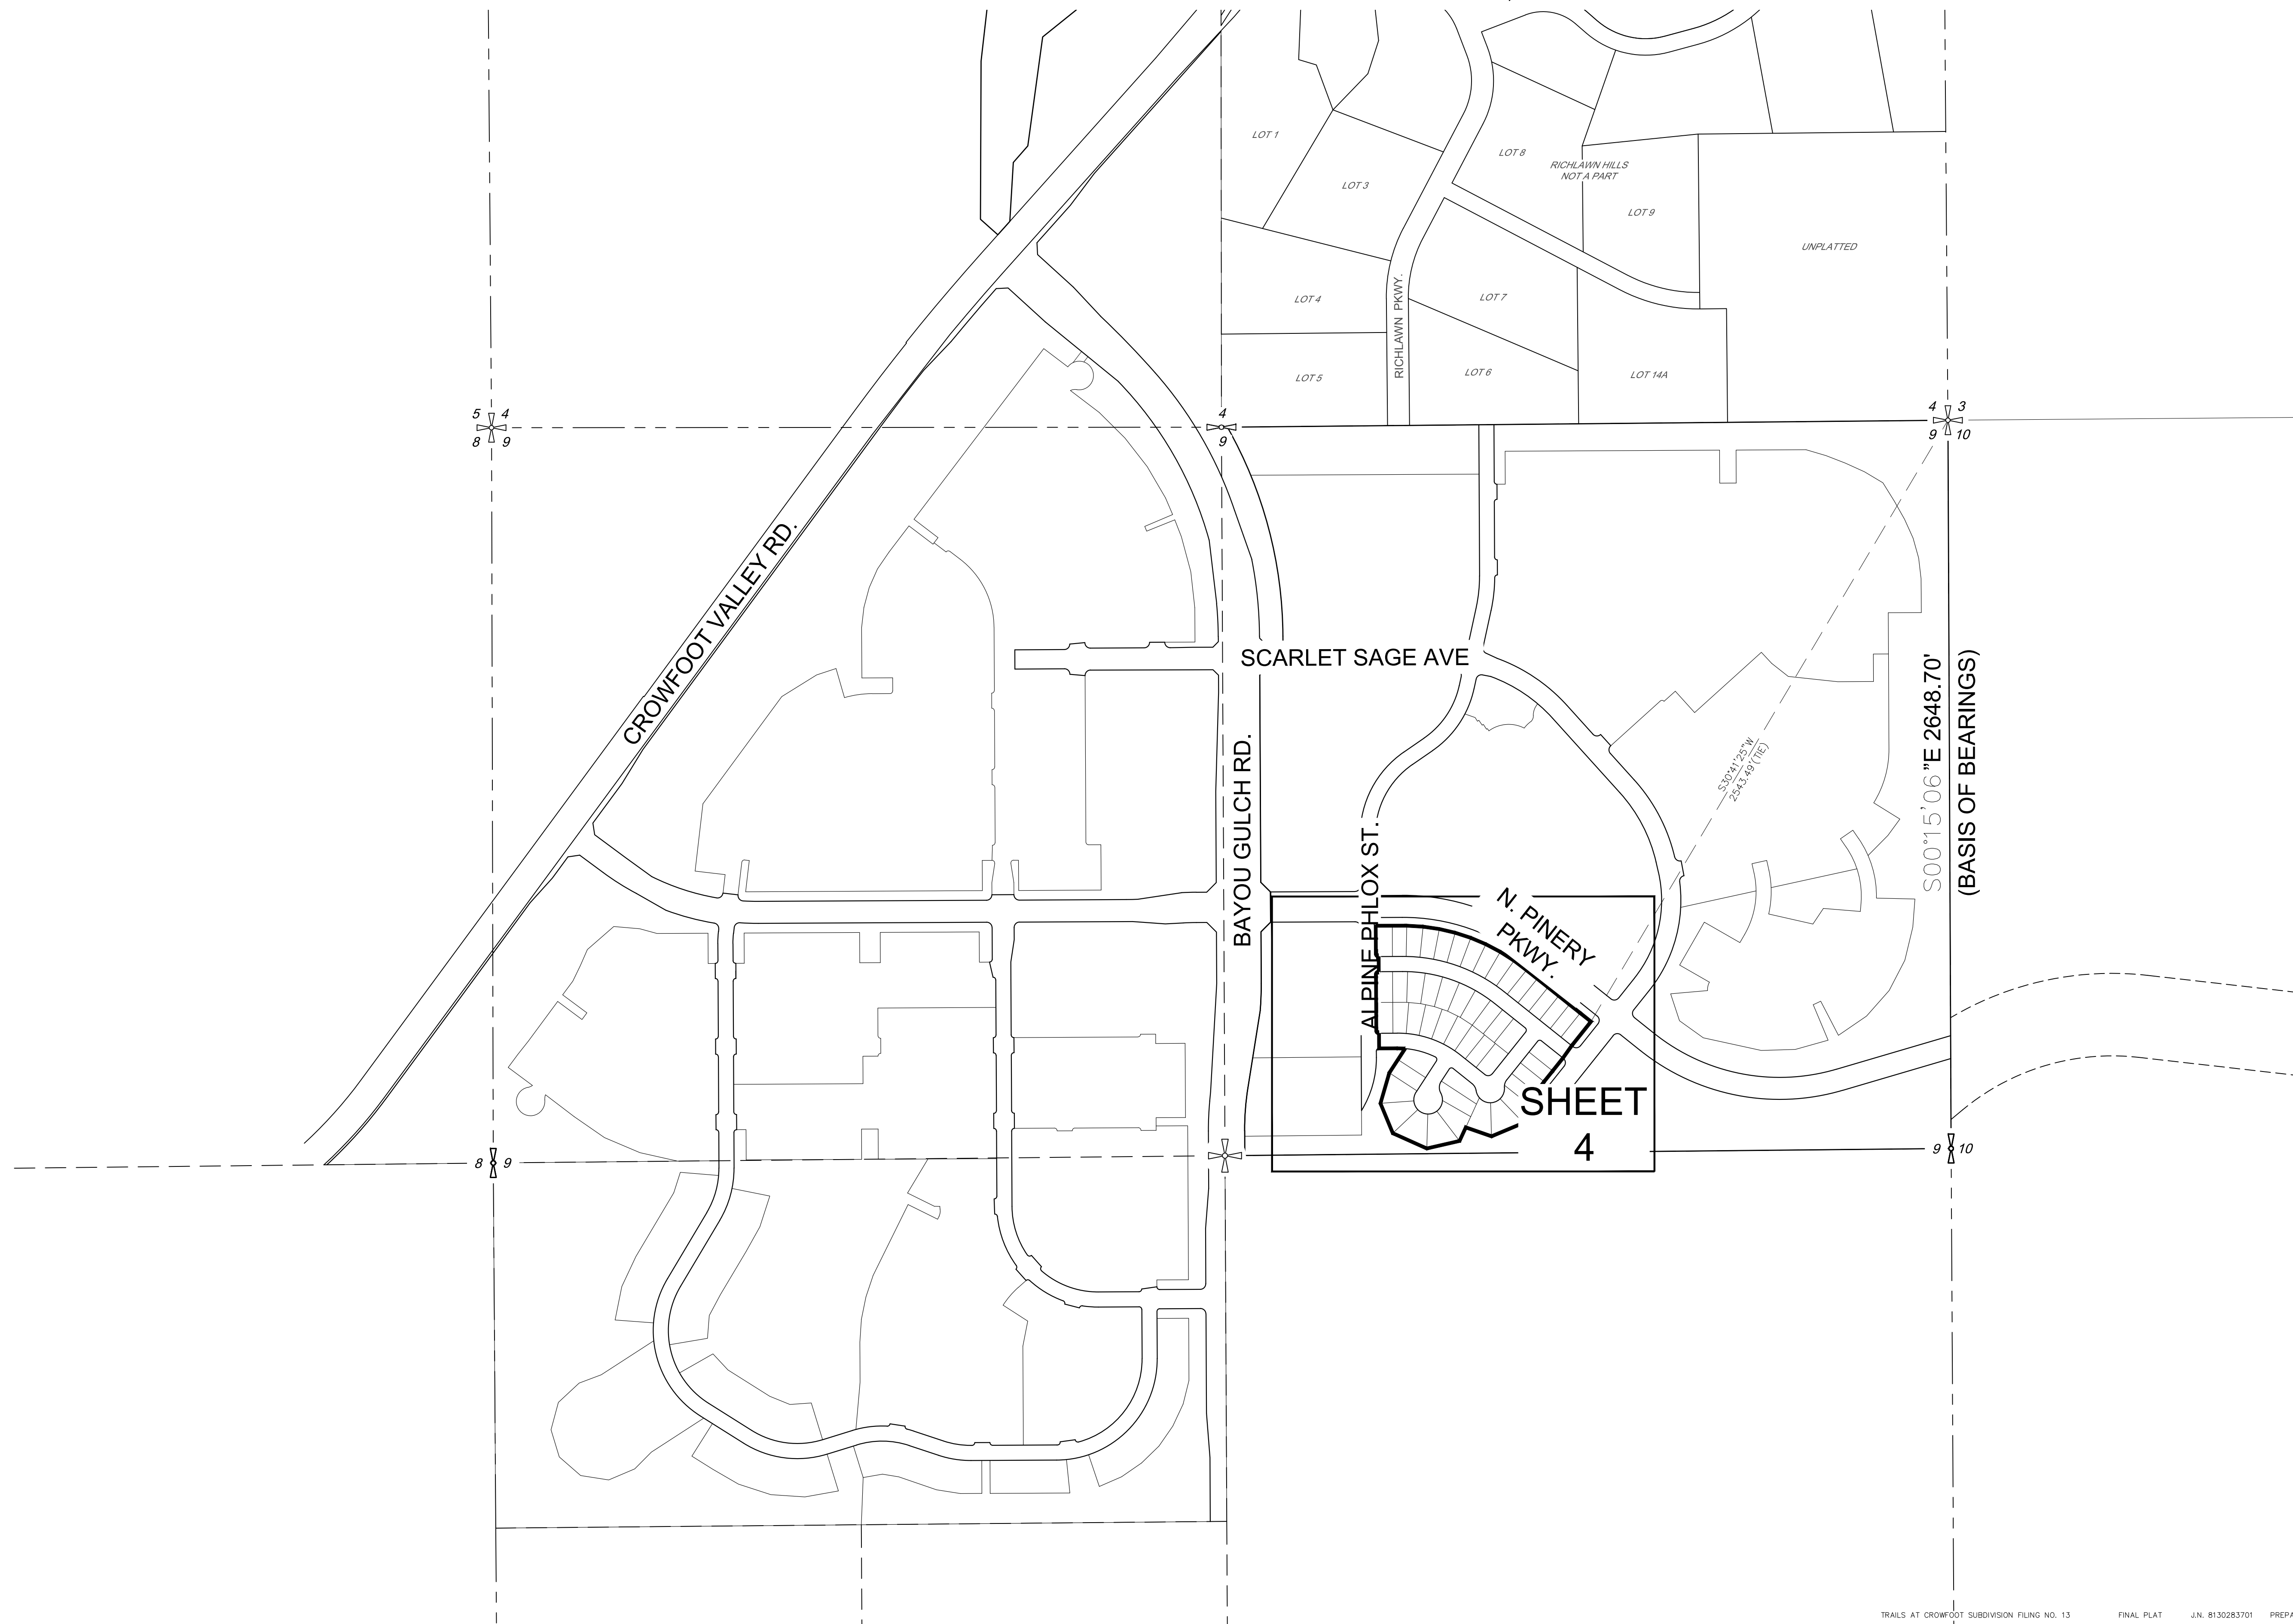 LOT 1
LOT 8
RICHLAWN HILLS
NOT A PART
LOT 3
LOT 9
UNPLATTED
LOT 4
LOT 7
RICHLAWN PKWY.
LOT 5
LOT 6
LOT 14A
5 4
8 9
4
9
4 3
9 10
CROWFOOT VALLEY RD.
SCARLET SAGE AVE
S00°15'06"E 2648.70'
(BASIS OF BEARINGS)
S30°41'25"W
2543.49'(TIE)
BAYOU GULCH RD.
ALPINE PHLOX ST.
N. PINERY
PKWY.
SHEET
4
8 9
9 10
TRAILS AT CROWFOOT SUBDIVISION FILING NO. 13 FINAL PLAT J.N. 8130283701 PREPA